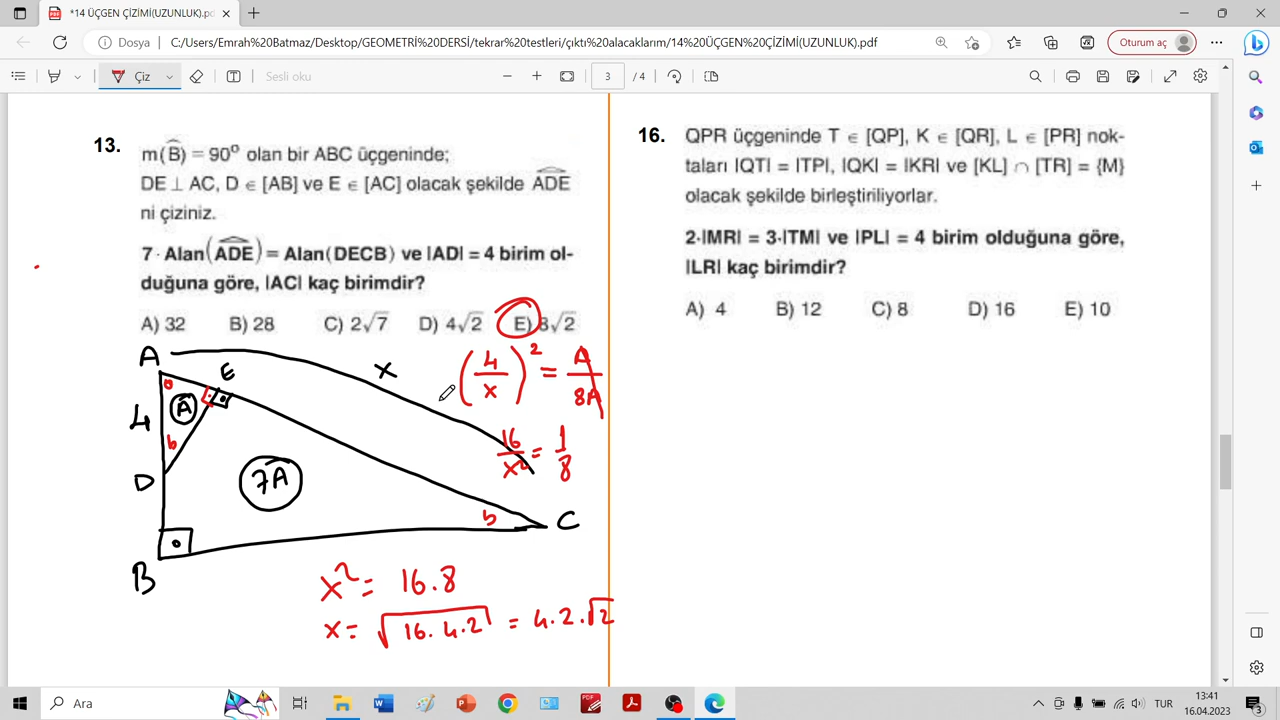 *14 ÜÇGEN ÇİZİMİ(UZUNLUK).pdf
Dosya
C:/Users/Emrah%20Batmaz/Desktop/GEOMETRİ%20DERSİ/tekrar%20testleri/çıktı%20alacaklarım/14%20ÜÇGEN%20ÇİZİMİ(UZUNLUK).pdf
Oturum aç
Çiz
Sesli oku
3 / 4
13.
m(B) = 90° olan bir ABC üçgeninde;
DE ⊥ AC, D ∈ [AB] ve E ∈ [AC] olacak şekilde ADE
ni çiziniz.
7 · Alan(ADE) = Alan(DECB) ve |AD| = 4 birim ol-
duğuna göre, |AC| kaç birimdir?
A) 32 B) 28 C) 2√7 D) 4√2 E) 8√2
A
E
x
4
A
b
D
7A
b
C
B
(4/x)² = A/8A
16/x² = 1/8
x² = 16.8
x = √16.4.2 = 4.2.√2
16.
QPR üçgeninde T ∈ [QP], K ∈ [QR], L ∈ [PR] nok-
taları |QT| = |TP|, |QK| = |KR| ve [KL] ∩ [TR] = {M}
olacak şekilde birleştiriliyorlar.
2·|MR| = 3·|TM| ve |PL| = 4 birim olduğuna göre,
|LR| kaç birimdir?
A) 4 B) 12 C) 8 D) 16 E) 10
Ara
TUR
13:41
16.04.2023
3